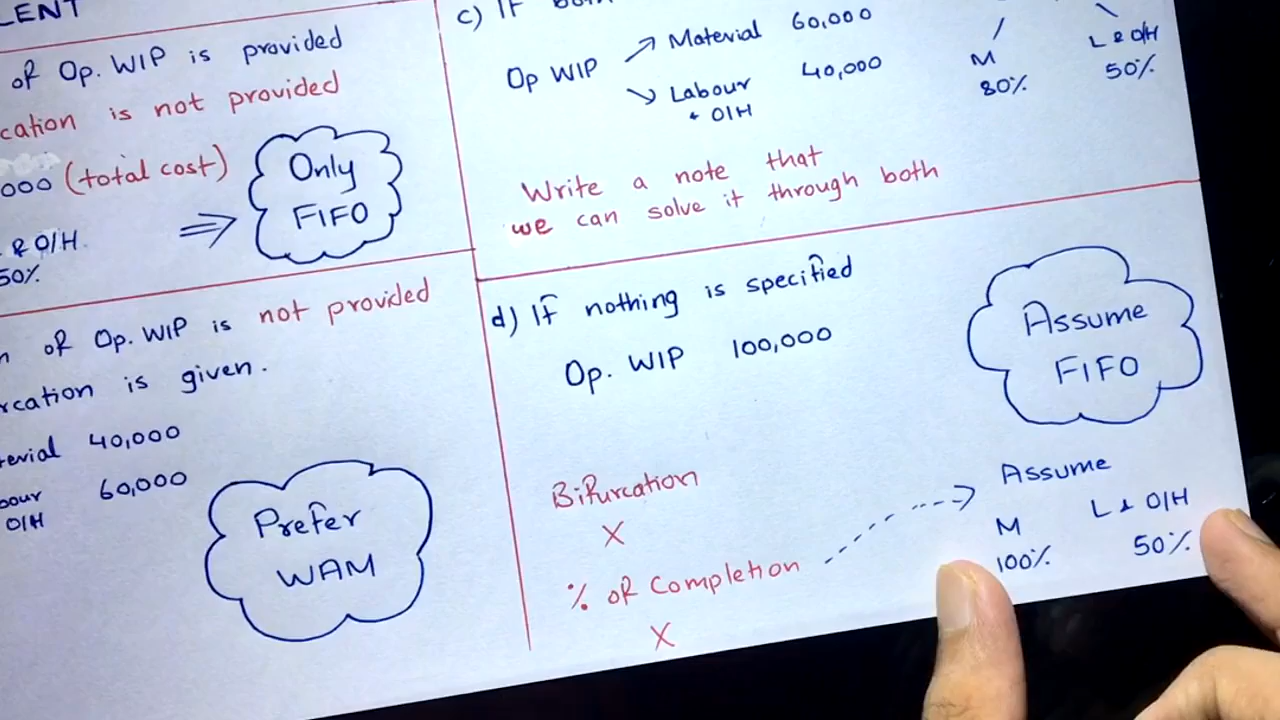 LENT
of Op. WIP is provided
cation is not provided
000 (total cost)
& O/H
50%
Only
FIFO
of Op. WIP is not provided
rcation is given.
terial 40,000
bour 60,000
O/H
Prefer
WAM
c) IF
Op WIP
Material 60,000
Labour 40,000
+ O/H
M
80%
L & O/H
50%
Write a note that
we can solve it through both
d) If nothing is specified
Op. WIP 100,000
Assume
FIFO
Bifurcation
X
% of Completion
X
Assume
M L & O/H
100% 50%